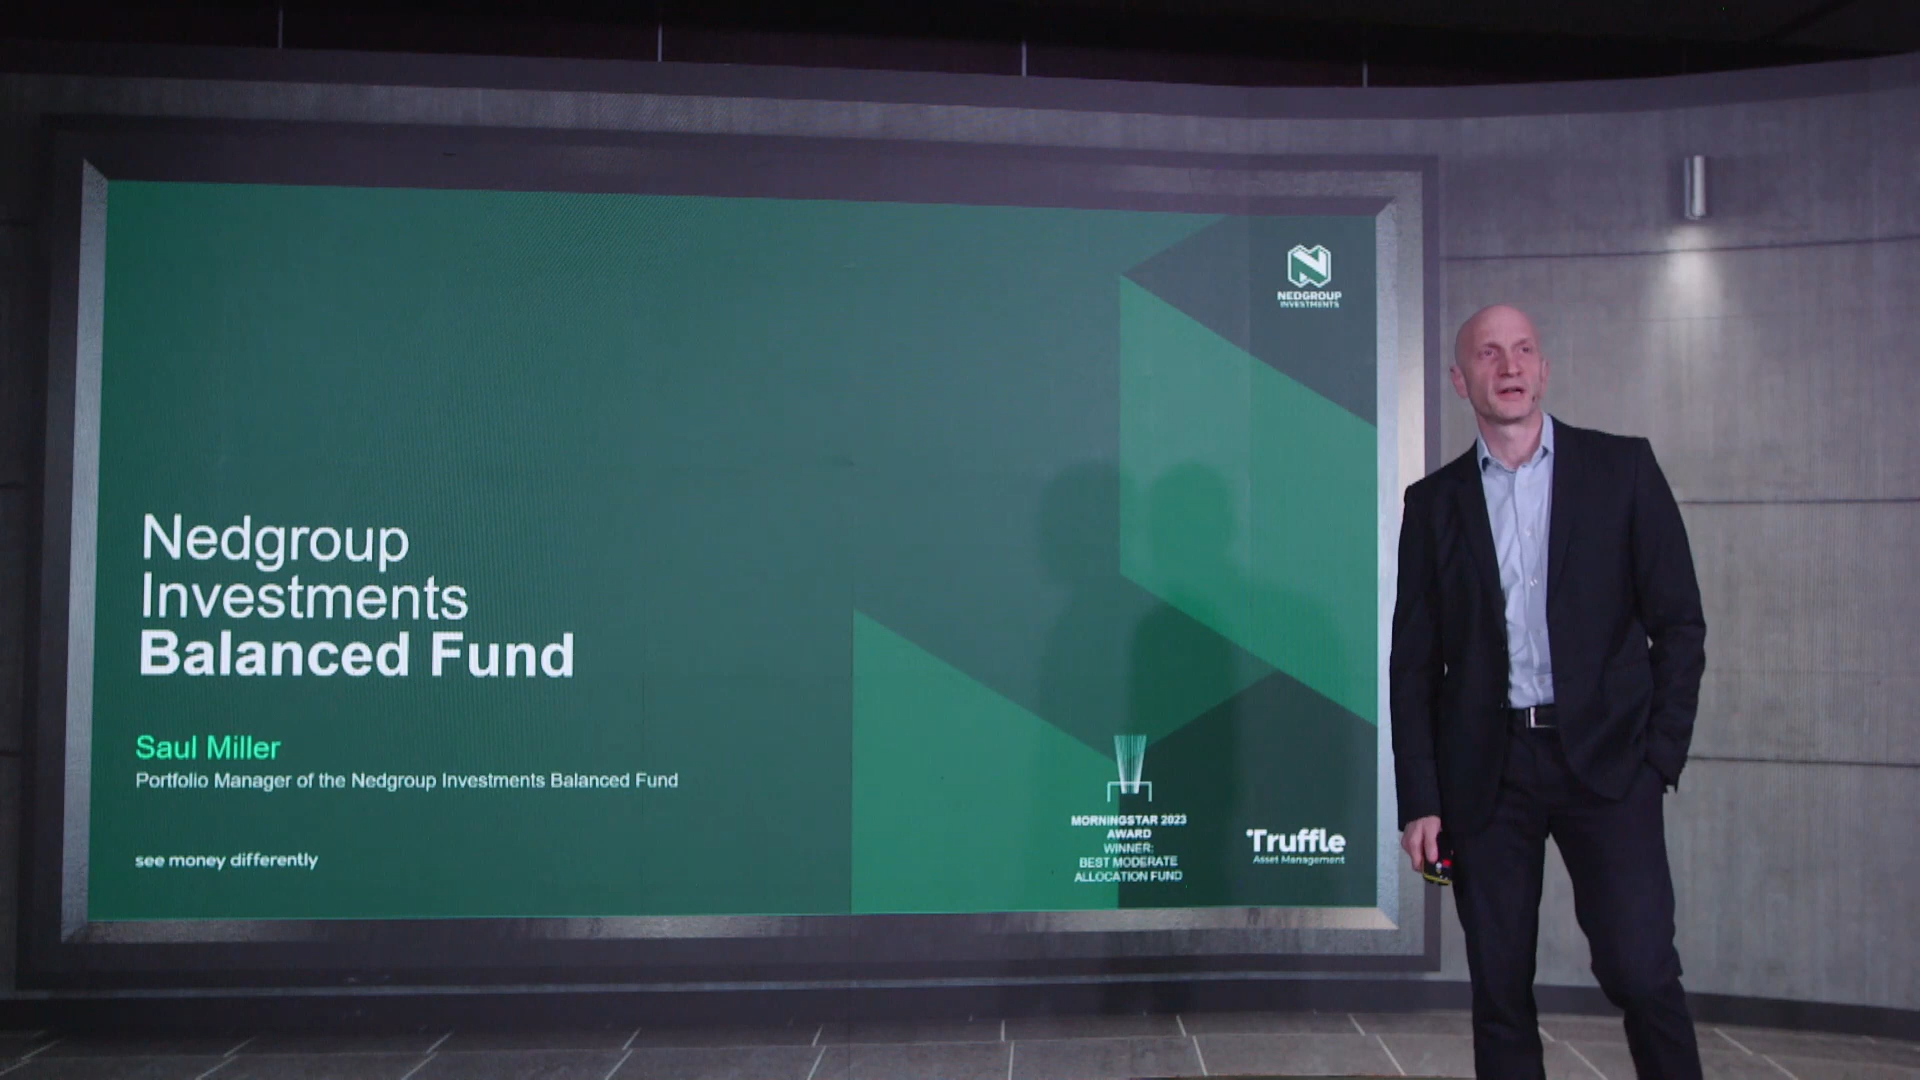 NEDGROUP
INVESTMENTS
Nedgroup
Investments
Balanced Fund
Saul Miller
Portfolio Manager of the Nedgroup Investments Balanced Fund
see money differently
MORNINGSTAR 2023
AWARD
WINNER:
BEST MODERATE
ALLOCATION FUND
Truffle
Asset Management